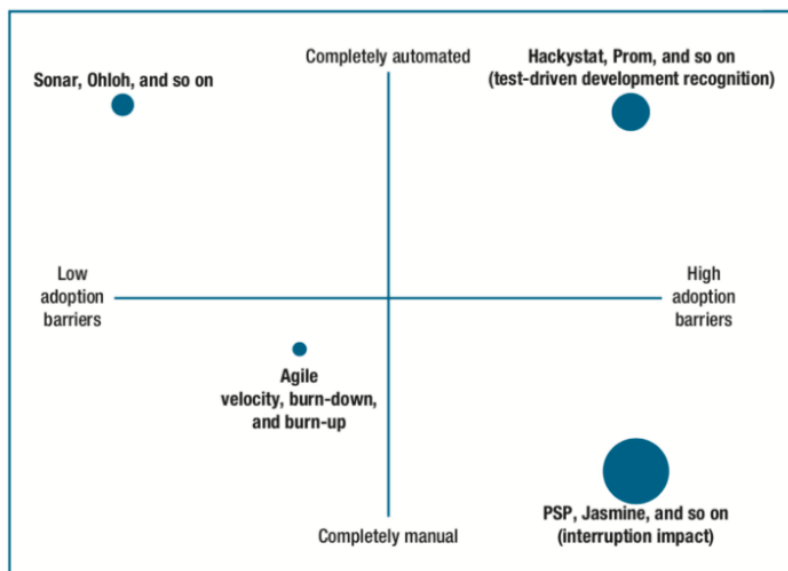 Completely automated
Sonar, Ohloh, and so on
Hackystat, Prom, and so on
(test-driven development recognition)
Low
adoption
barriers
High
adoption
barriers
Agile
velocity, burn-down,
and burn-up
PSP, Jasmine, and so on
(interruption impact)
Completely manual